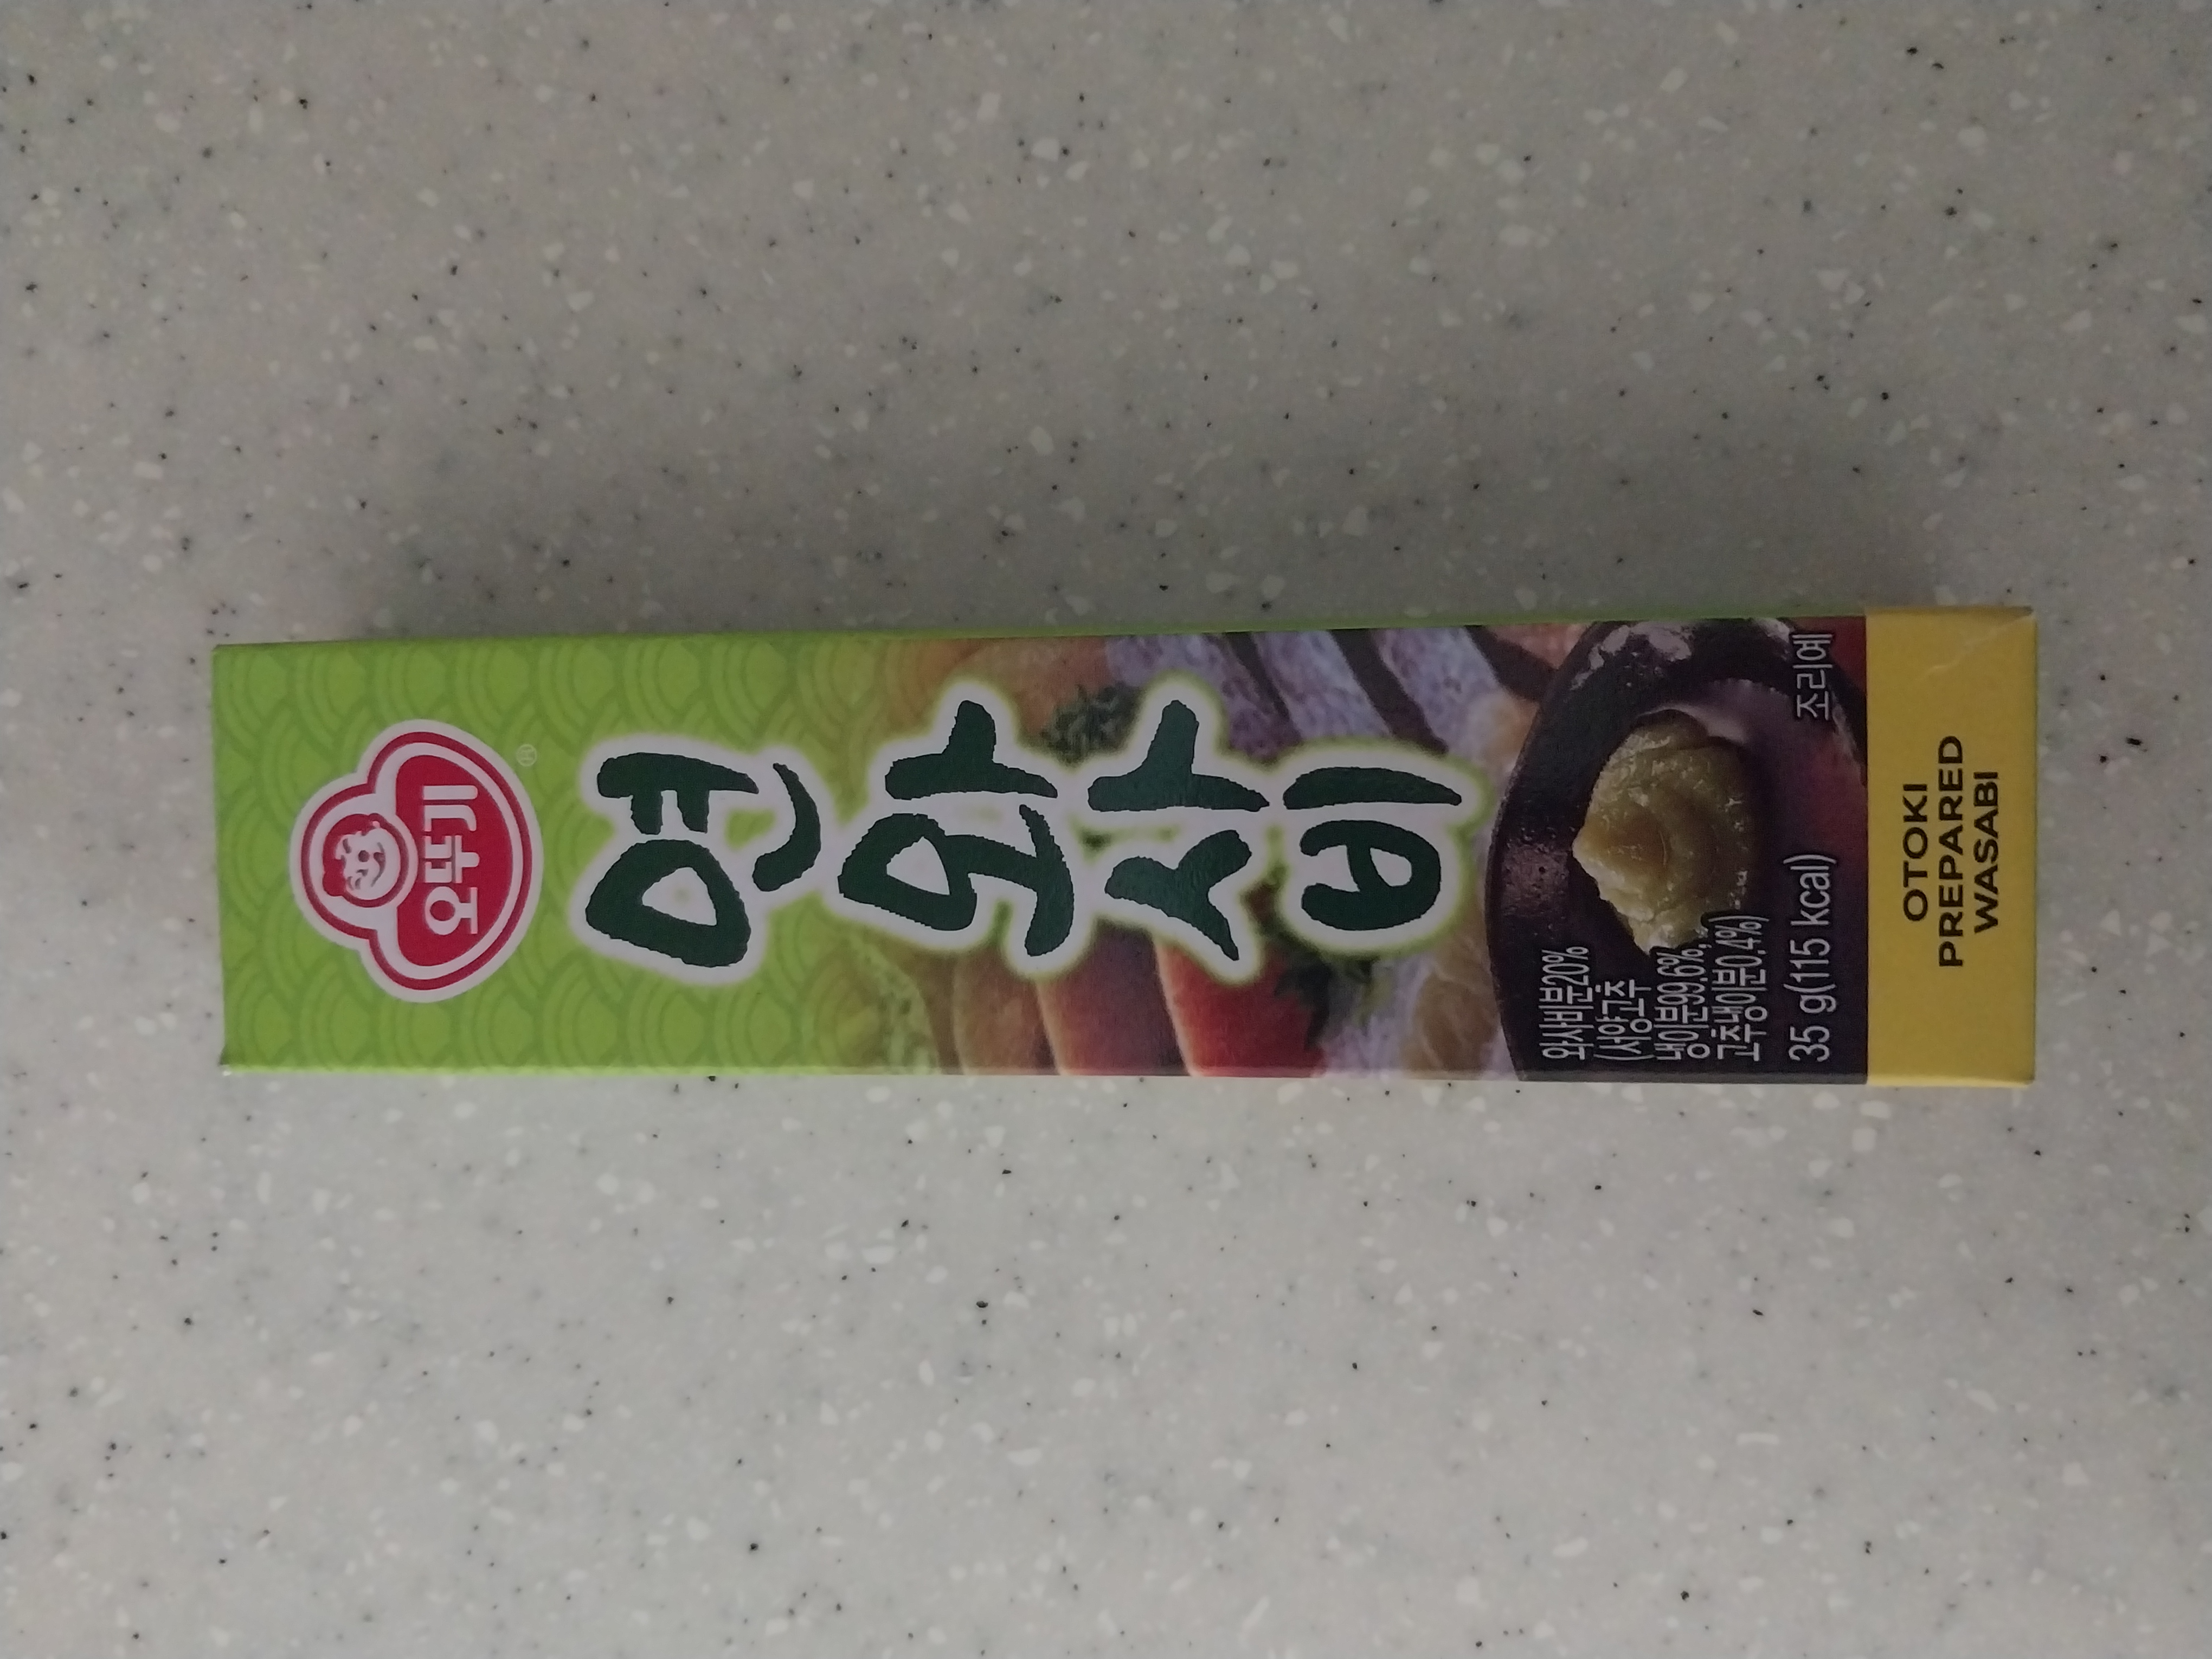 오뚜기
®
연와사비
와사비분20%
(서양고추
냉이분99.6%,
고추냉이분0.4%)
35 g(115 kcal)
조리예
OTOKI
PREPARED
WASABI